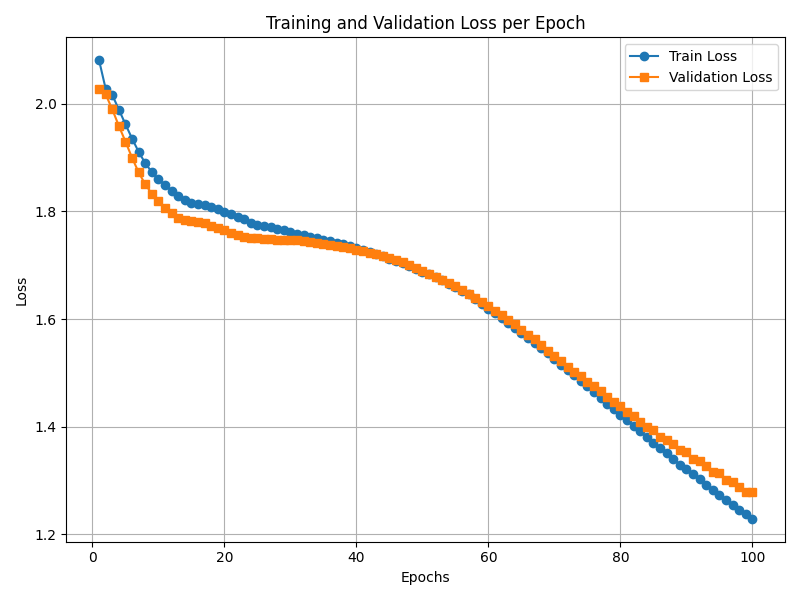 Training and Validation Loss per Epoch
Train Loss
Validation Loss
Loss
2.0
1.8
1.6
1.4
1.2
0 20 40 60 80 100
Epochs